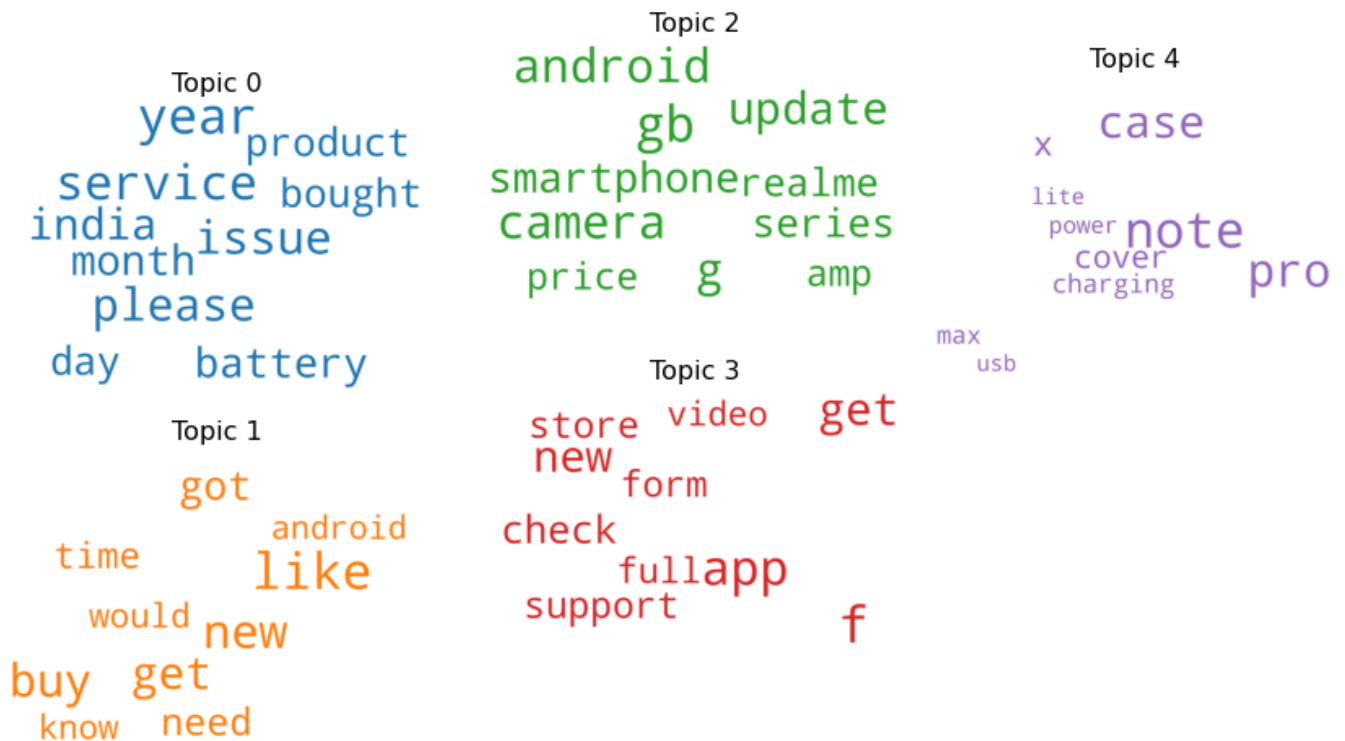 Topic 0
year
product
service
bought
india
issue
month
please
day
battery
Topic 1
got
android
time
like
would
new
buy
get
know
need
Topic 2
android
gb
update
smartphone
realme
camera
series
price
g
amp
Topic 3
store
video
get
new
form
check
full
app
support
f
Topic 4
case
x
lite
power
note
cover
pro
charging
max
usb